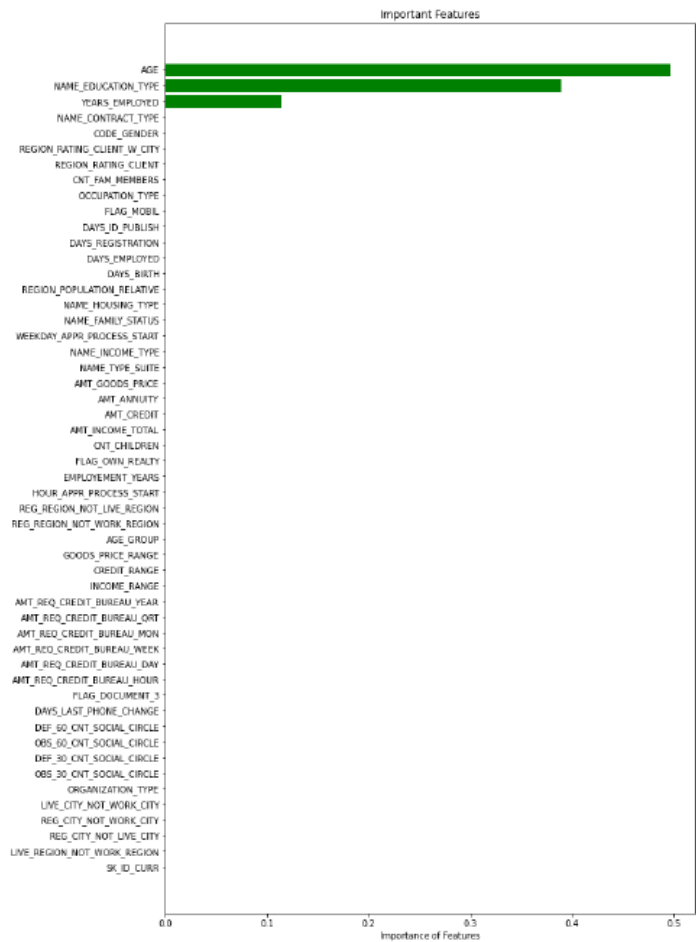 Important Features
AGE
NAME_EDUCATION_TYPE
YEARS_EMPLOYED
NAME_CONTRACT_TYPE
CODE_GENDER
REGION_RATING_CLIENT_W_CITY
REGION_RATING_CLIENT
CNT_FAM_MEMBERS
OCCUPATION_TYPE
FLAG_MOBIL
DAYS_ID_PUBLISH
DAYS_REGISTRATION
DAYS_EMPLOYED
DAYS_BIRTH
REGION_POPULATION_RELATIVE
NAME_HOUSING_TYPE
NAME_FAMILY_STATUS
WEEKDAY_APPR_PROCESS_START
NAME_INCOME_TYPE
NAME_TYPE_SUITE
AMT_GOODS_PRICE
AMT_ANNUITY
AMT_CREDIT
AMT_INCOME_TOTAL
CNT_CHILDREN
FLAG_OWN_REALTY
EMPLOYEMENT_YEARS
HOUR_APPR_PROCESS_START
REG_REGION_NOT_LIVE_REGION
REG_REGION_NOT_WORK_REGION
AGE_GROUP
GOODS_PRICE_RANGE
CREDIT_RANGE
INCOME_RANGE
AMT_REQ_CREDIT_BUREAU_YEAR
AMT_REQ_CREDIT_BUREAU_QRT
AMT_REQ_CREDIT_BUREAU_MON
AMT_REQ_CREDIT_BUREAU_WEEK
AMT_REQ_CREDIT_BUREAU_DAY
AMT_REQ_CREDIT_BUREAU_HOUR
FLAG_DOCUMENT_3
DAYS_LAST_PHONE_CHANGE
DEF_60_CNT_SOCIAL_CIRCLE
OBS_60_CNT_SOCIAL_CIRCLE
DEF_30_CNT_SOCIAL_CIRCLE
OBS_30_CNT_SOCIAL_CIRCLE
ORGANIZATION_TYPE
LIVE_CITY_NOT_WORK_CITY
REG_CITY_NOT_WORK_CITY
REG_CITY_NOT_LIVE_CITY
LIVE_REGION_NOT_WORK_REGION
SK_ID_CURR
0.0 0.1 0.2 0.3 0.4 0.5
Importance of Features